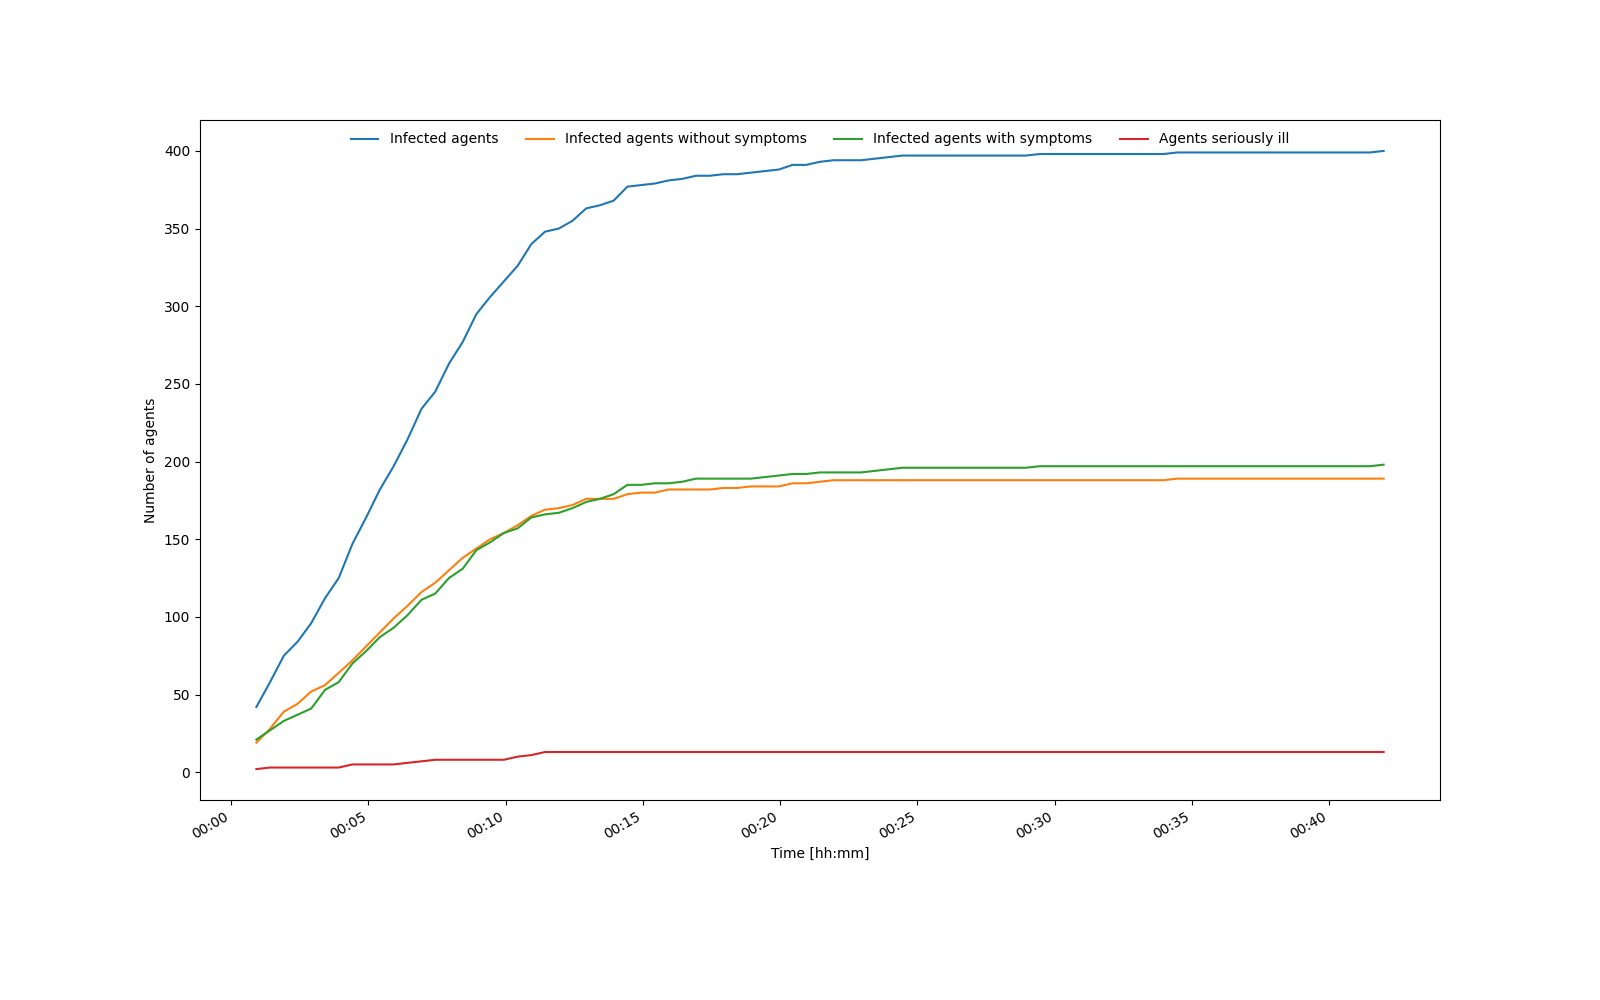 Infected agents Infected agents without symptoms Infected agents with symptoms Agents seriously ill
400
350
300
250
200
150
100
50
0
Number of agents
00:00 00:05 00:10 00:15 00:20 00:25 00:30 00:35 00:40
Time [hh:mm]